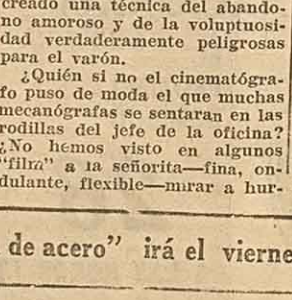 creado una técnica del abando-
no amoroso y de la voluptuosi-
dad verdaderamente peligrosas
para el varón.
¿Quién si no el cinematógra-
fo puso de moda el que muchas
mecanógrafas se sentaran en las
rodillas del jefe de la oficina?
¿No hemos visto en algunos
"film" a la señorita—fina, on-
dulante, flexible—mirar a hur-
de acero" irá el vierne